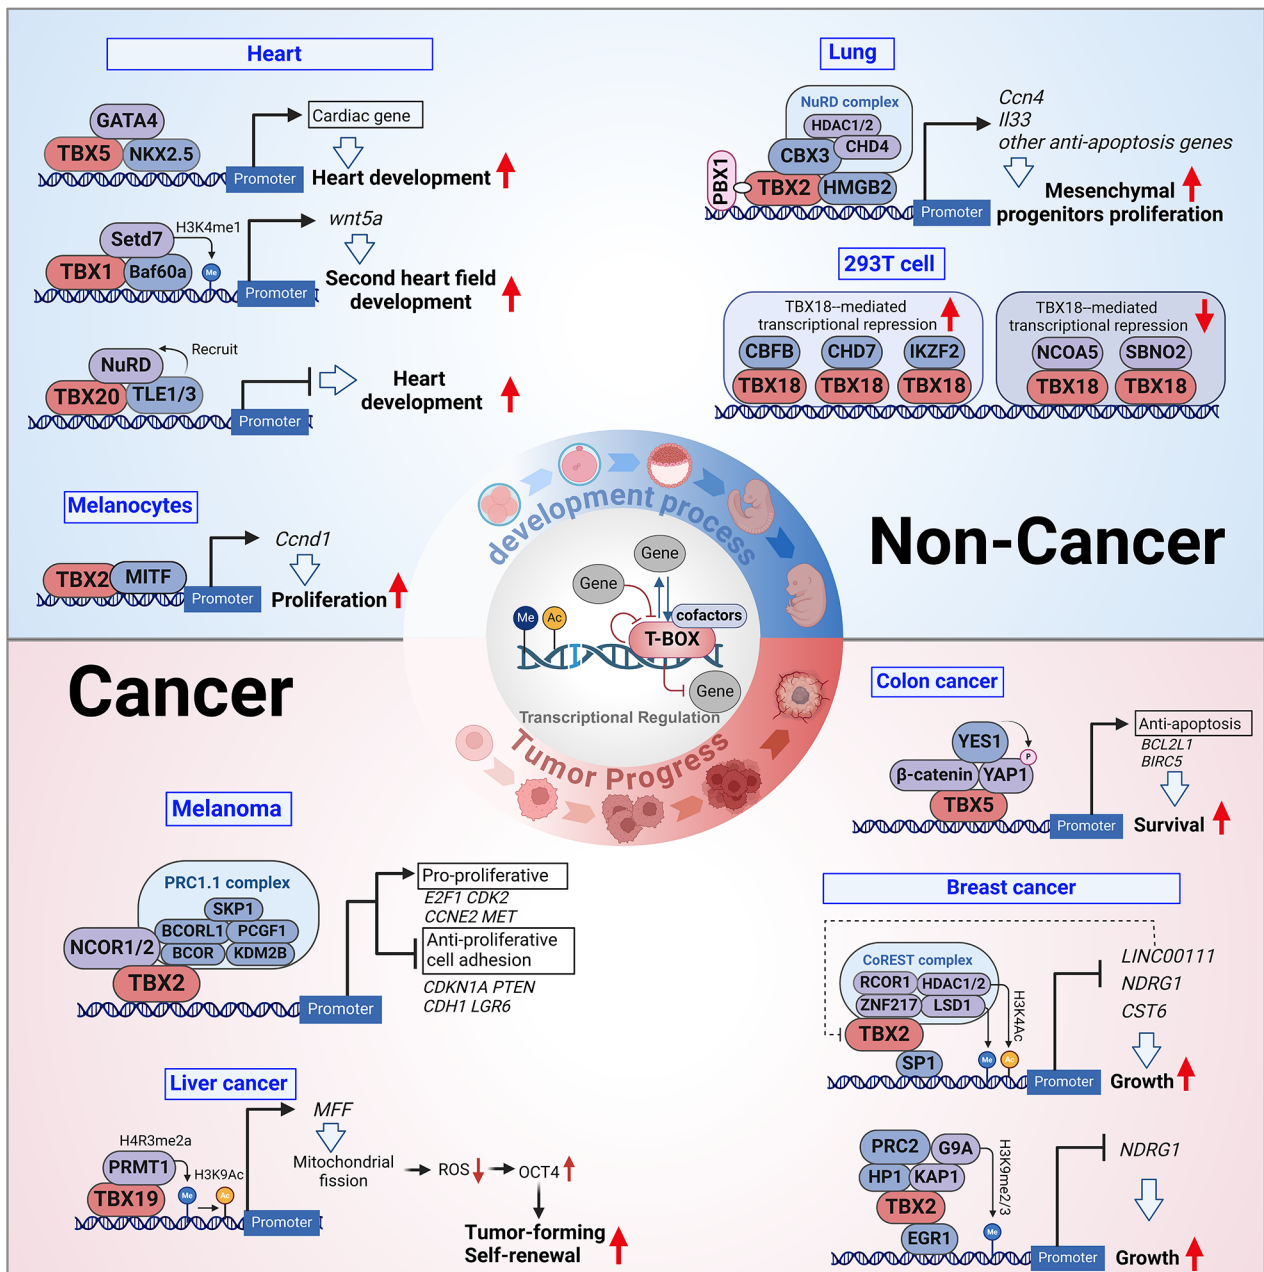 Heart
GATA4
TBX5
NKX2.5
Promoter
Cardiac gene
Heart development
Setd7
H3K4me1
TBX1
Baf60a
Me
Promoter
wnt5a
Second heart field
development
NuRD
Recruit
TBX20
TLE1/3
Promoter
Heart
development
Melanocytes
TBX2
MITF
Promoter
Ccnd1
Proliferation
Lung
NuRD complex
HDAC1/2
CHD4
CBX3
PBX1
TBX2
HMGB2
Promoter
Ccn4
Il33
other anti-apoptosis genes
Mesenchymal
progenitors proliferation
293T cell
TBX18--mediated
transcriptional repression
CBFB
CHD7
IKZF2
TBX18
TBX18
TBX18
TBX18--mediated
transcriptional repression
NCOA5
SBNO2
TBX18
TBX18
Non-Cancer
development process
Gene
Gene
Me
Ac
cofactors
T-BOX
Gene
Transcriptional Regulation
Tumor Progress
Cancer
Melanoma
PRC1.1 complex
SKP1
BCORL1
PCGF1
NCOR1/2
BCOR
KDM2B
TBX2
Promoter
Pro-proliferative
E2F1 CDK2
CCNE2 MET
Anti-proliferative
cell adhesion
CDKN1A PTEN
CDH1 LGR6
Liver cancer
H4R3me2a
PRMT1
H3K9Ac
TBX19
Me
Ac
Promoter
MFF
Mitochondrial
fission
ROS
OCT4
Tumor-forming
Self-renewal
Colon cancer
YES1
P
β-catenin
YAP1
TBX5
Promoter
Anti-apoptosis
BCL2L1
BIRC5
Survival
Breast cancer
CoREST complex
RCOR1
HDAC1/2
ZNF217
LSD1
TBX2
SP1
H3K4Ac
Me
Ac
Promoter
LINC00111
NDRG1
CST6
Growth
PRC2
G9A
HP1
KAP1
TBX2
EGR1
H3K9me2/3
Me
Promoter
NDRG1
Growth